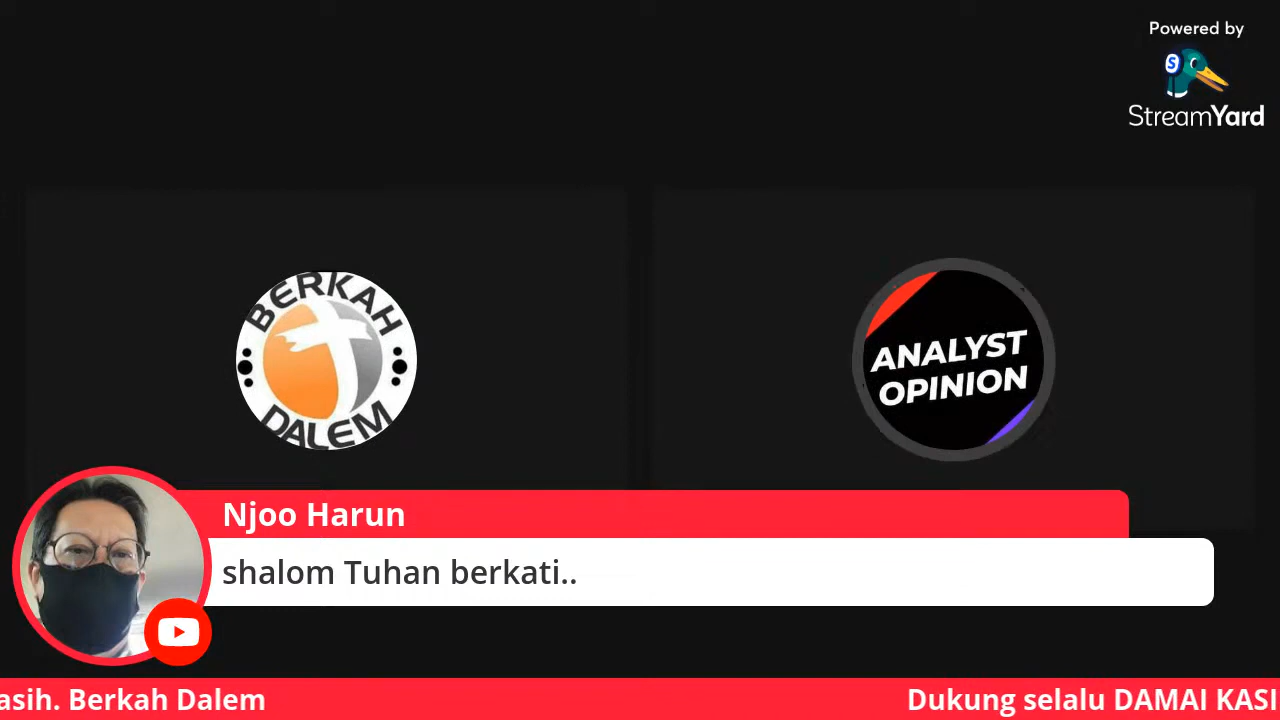 Powered by
S
StreamYard
BERKAH
DALEM
ANALYST
OPINION
Njoo Harun
shalom Tuhan berkati..
asih. Berkah Dalem
Dukung selalu DAMAI KASI